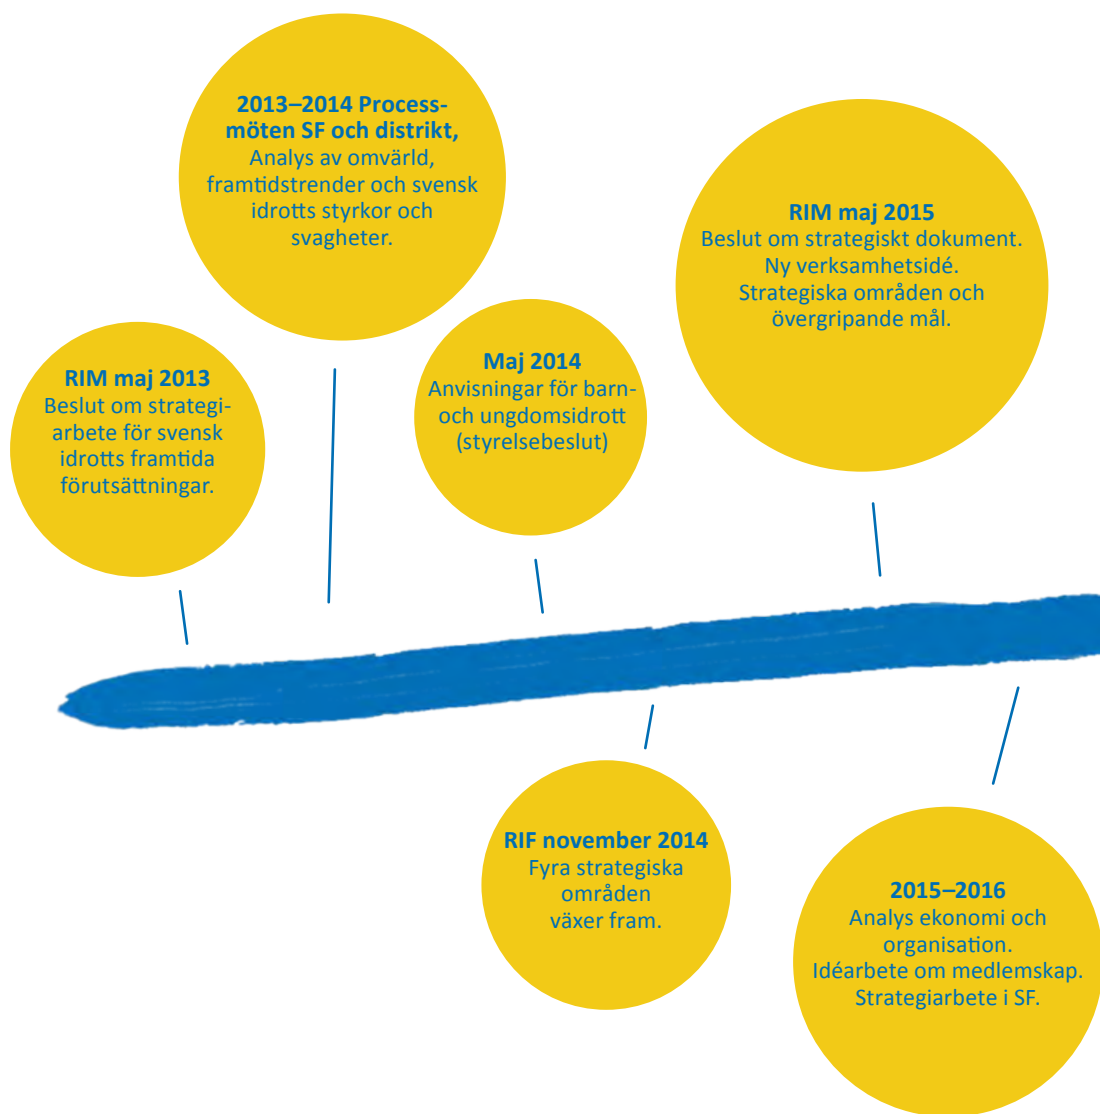 RIM maj 2013
Beslut om strategi-
arbete för svensk
idrotts framtida
förutsättningar.
2013–2014 Process-
möten SF och distrikt,
Analys av omvärld,
framtidstrender och svensk
idrotts styrkor och
svagheter.
Maj 2014
Anvisningar för barn-
och ungdomsidrott
(styrelsebeslut)
RIF november 2014
Fyra strategiska
områden
växer fram.
RIM maj 2015
Beslut om strategiskt dokument.
Ny verksamhetsidé.
Strategiska områden och
övergripande mål.
2015–2016
Analys ekonomi och
organisation.
Idéarbete om medlemskap.
Strategiarbete i SF.